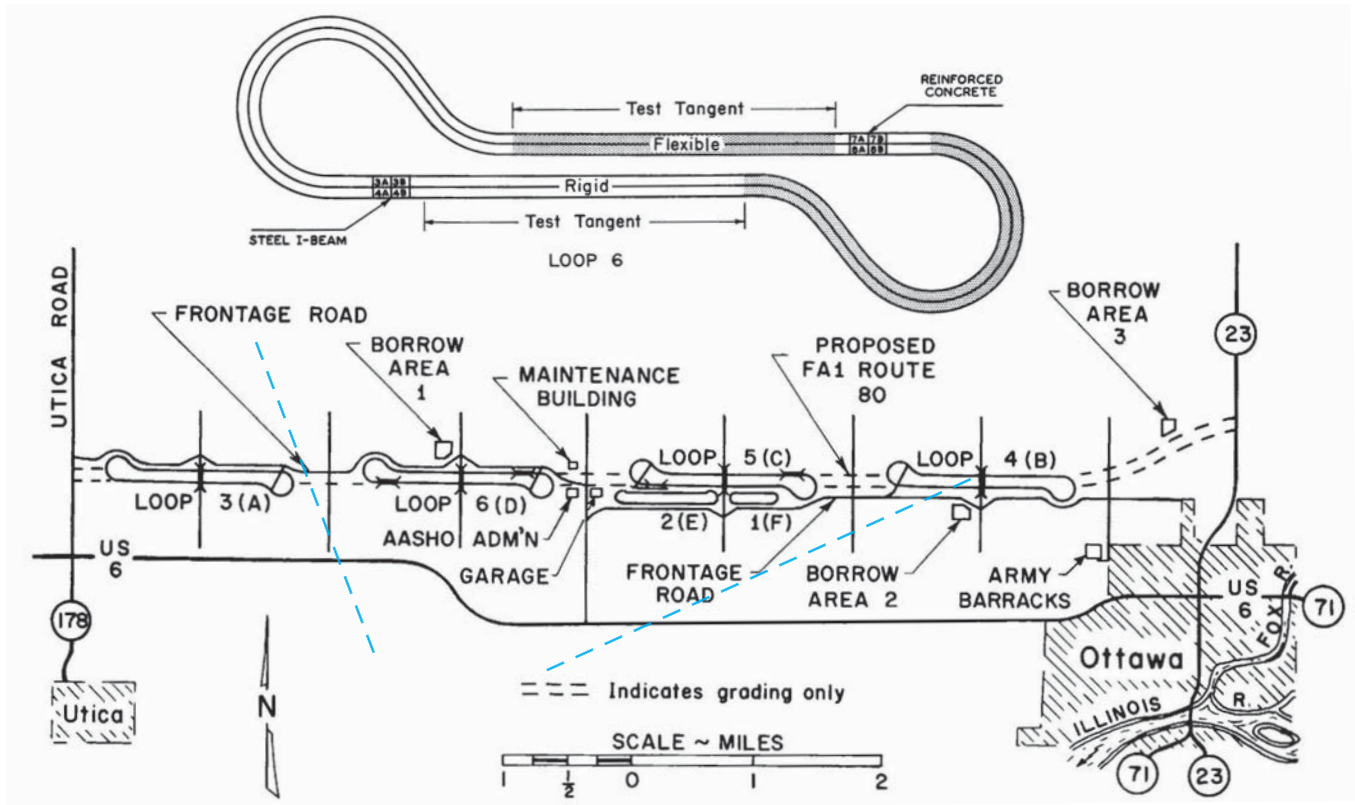 REINFORCED
CONCRETE
Test Tangent
Flexible
7A 7B
6A 6B
3A 3B
4A 4B
Rigid
Test Tangent
STEEL I-BEAM
LOOP 6
UTICA ROAD
FRONTAGE ROAD
BORROW
AREA
1
MAINTENANCE
BUILDING
PROPOSED
FA1 ROUTE
80
BORROW
AREA
3
23
LOOP 3 (A)
LOOP 6 (D)
LOOP 5 (C)
LOOP 4 (B)
2 (E) 1 (F)
AASHO ADM'N
GARAGE
FRONTAGE
ROAD
BORROW
AREA 2
ARMY
BARRACKS
US
6
US
6
178
71
FOX R.
Ottawa
Utica
N
Indicates grading only
ILLINOIS R.
SCALE ~ MILES
1 1/2 0 1 2
71
23